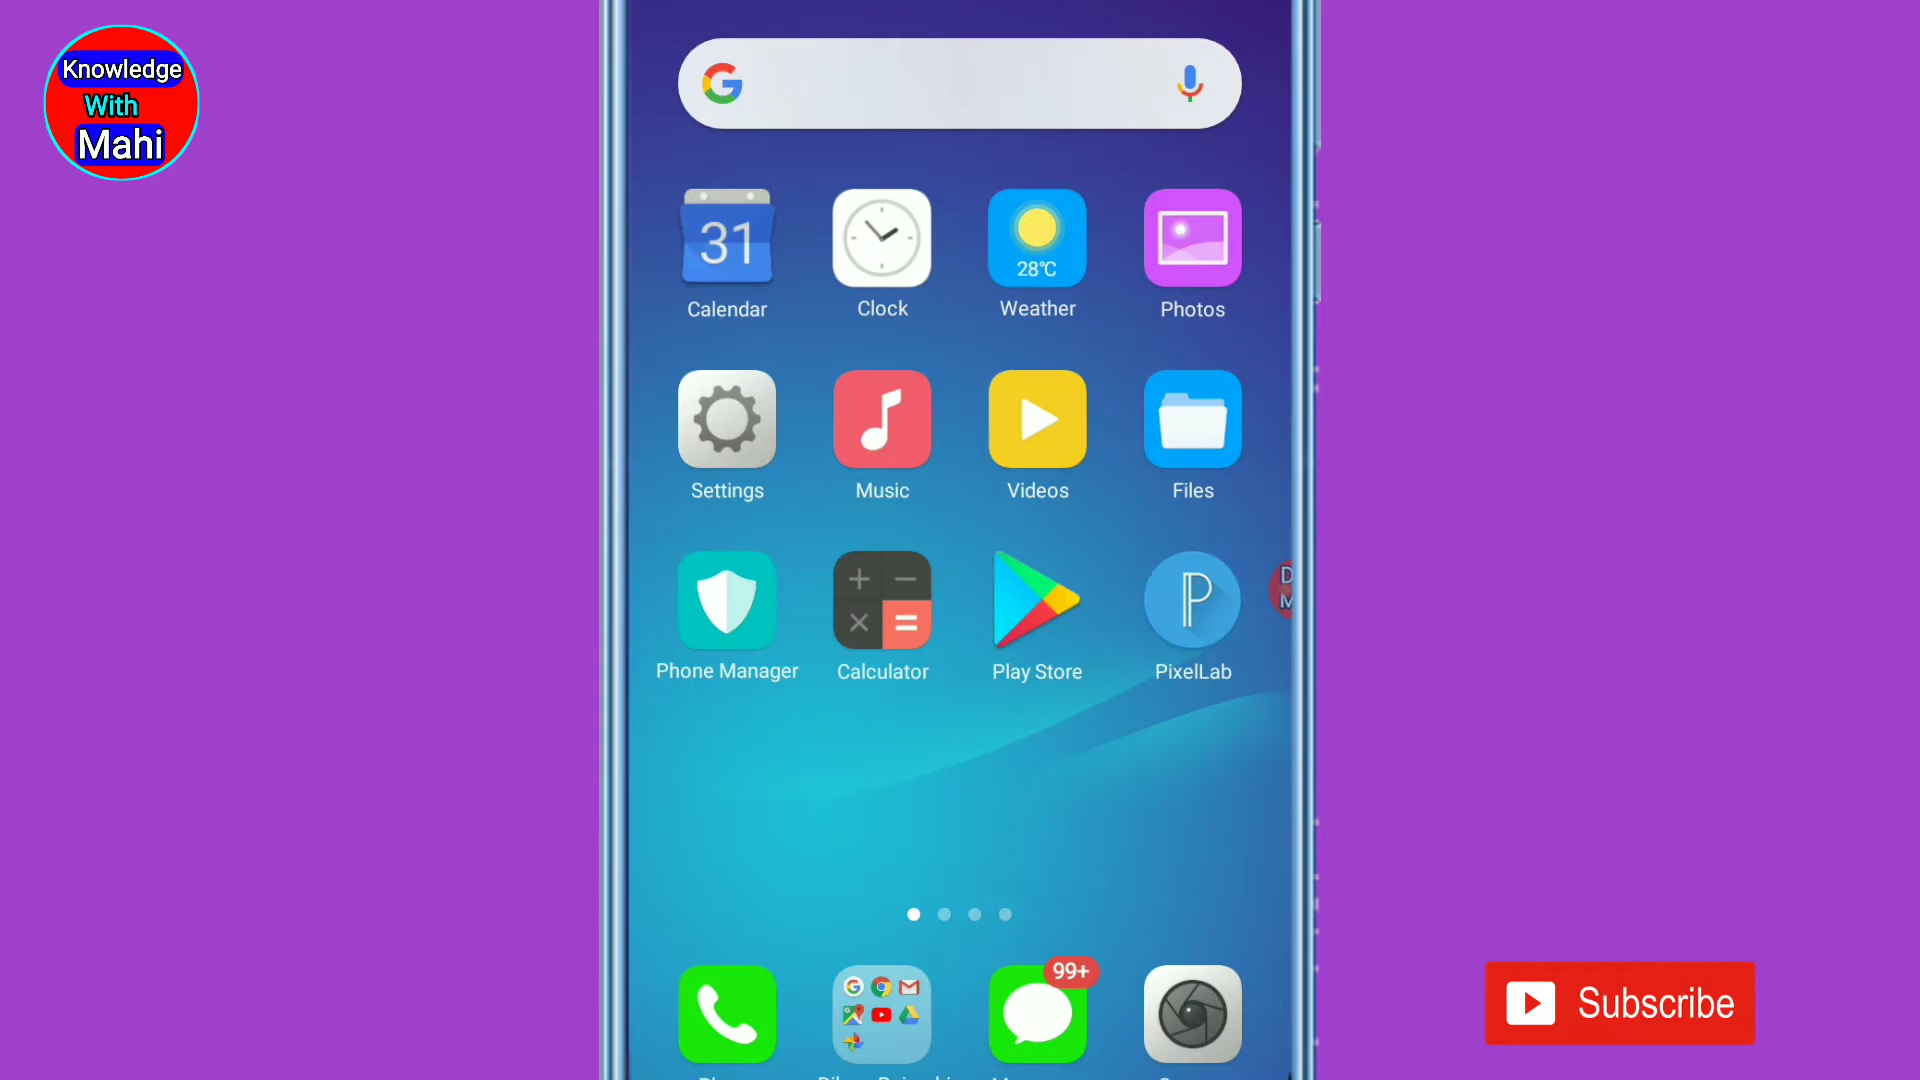 Knowledge
With
Mahi
31
Calendar
Clock
28℃
Weather
Photos
Settings
Music
Videos
Files
Phone Manager
Calculator
Play Store
P
PixelLab
D
M
99+
Subscribe